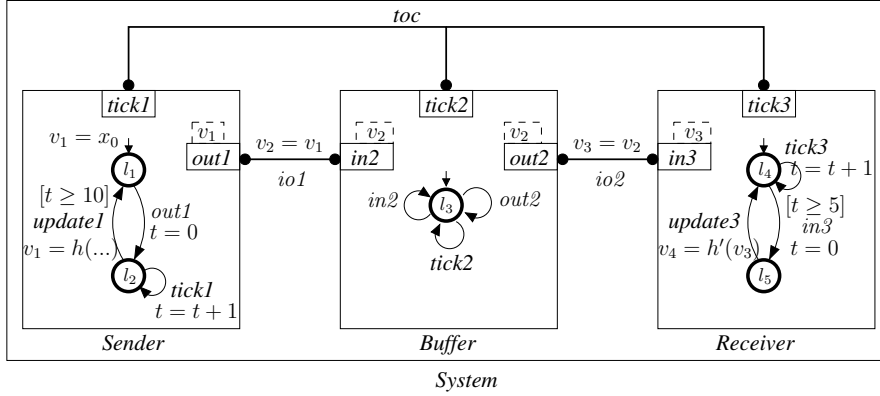 toc
tick1
tick2
tick3
v₁ = x₀
v₁
out1
l₁
[t ≥ 10]
update1
v₁ = h(...)
out1
t = 0
l₂
tick1
t = t + 1
Sender
v₂ = v₁
io1
v₂
in2
v₂
out2
in2
l₃
out2
tick2
Buffer
v₃ = v₂
io2
v₃
in3
l₄
tick3
t = t + 1
[t ≥ 5]
in3
t = 0
update3
v₄ = h′(v₃)
l₅
Receiver
System